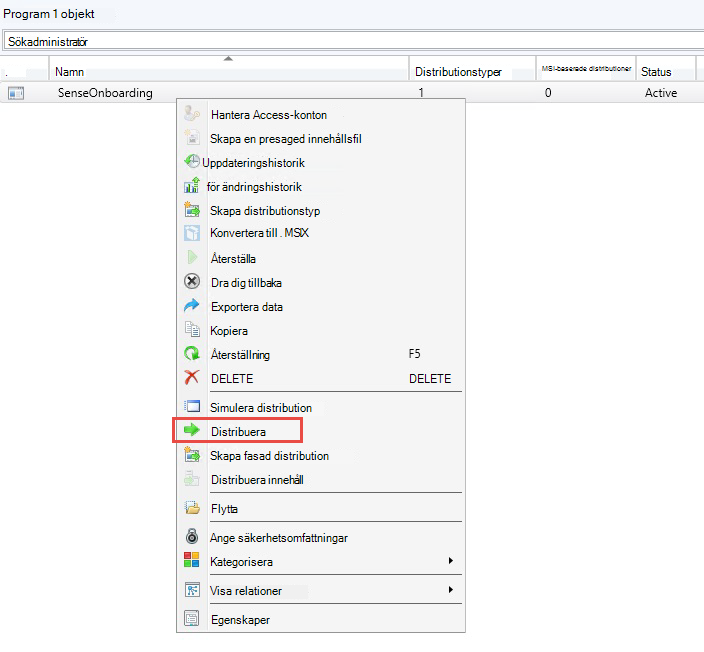 Program 1 objekt
Sökadministratör
. Namn Distributionstyper MSI-baserade distributioner Status
SenseOnboarding 1 0 Active
Hantera Access-konton
Skapa en presaged innehållsfil
Uppdateringshistorik
för ändringshistorik
Skapa distributionstyp
Konvertera till . MSIX
Återställa
Dra dig tillbaka
Exportera data
Kopiera
Återställning F5
DELETE DELETE
Simulera distribution
Distribuera
Skapa fasad distribution
Distribuera innehåll
Flytta
Ange säkerhetsomfattningar
Kategorisera
Visa relationer
Egenskaper